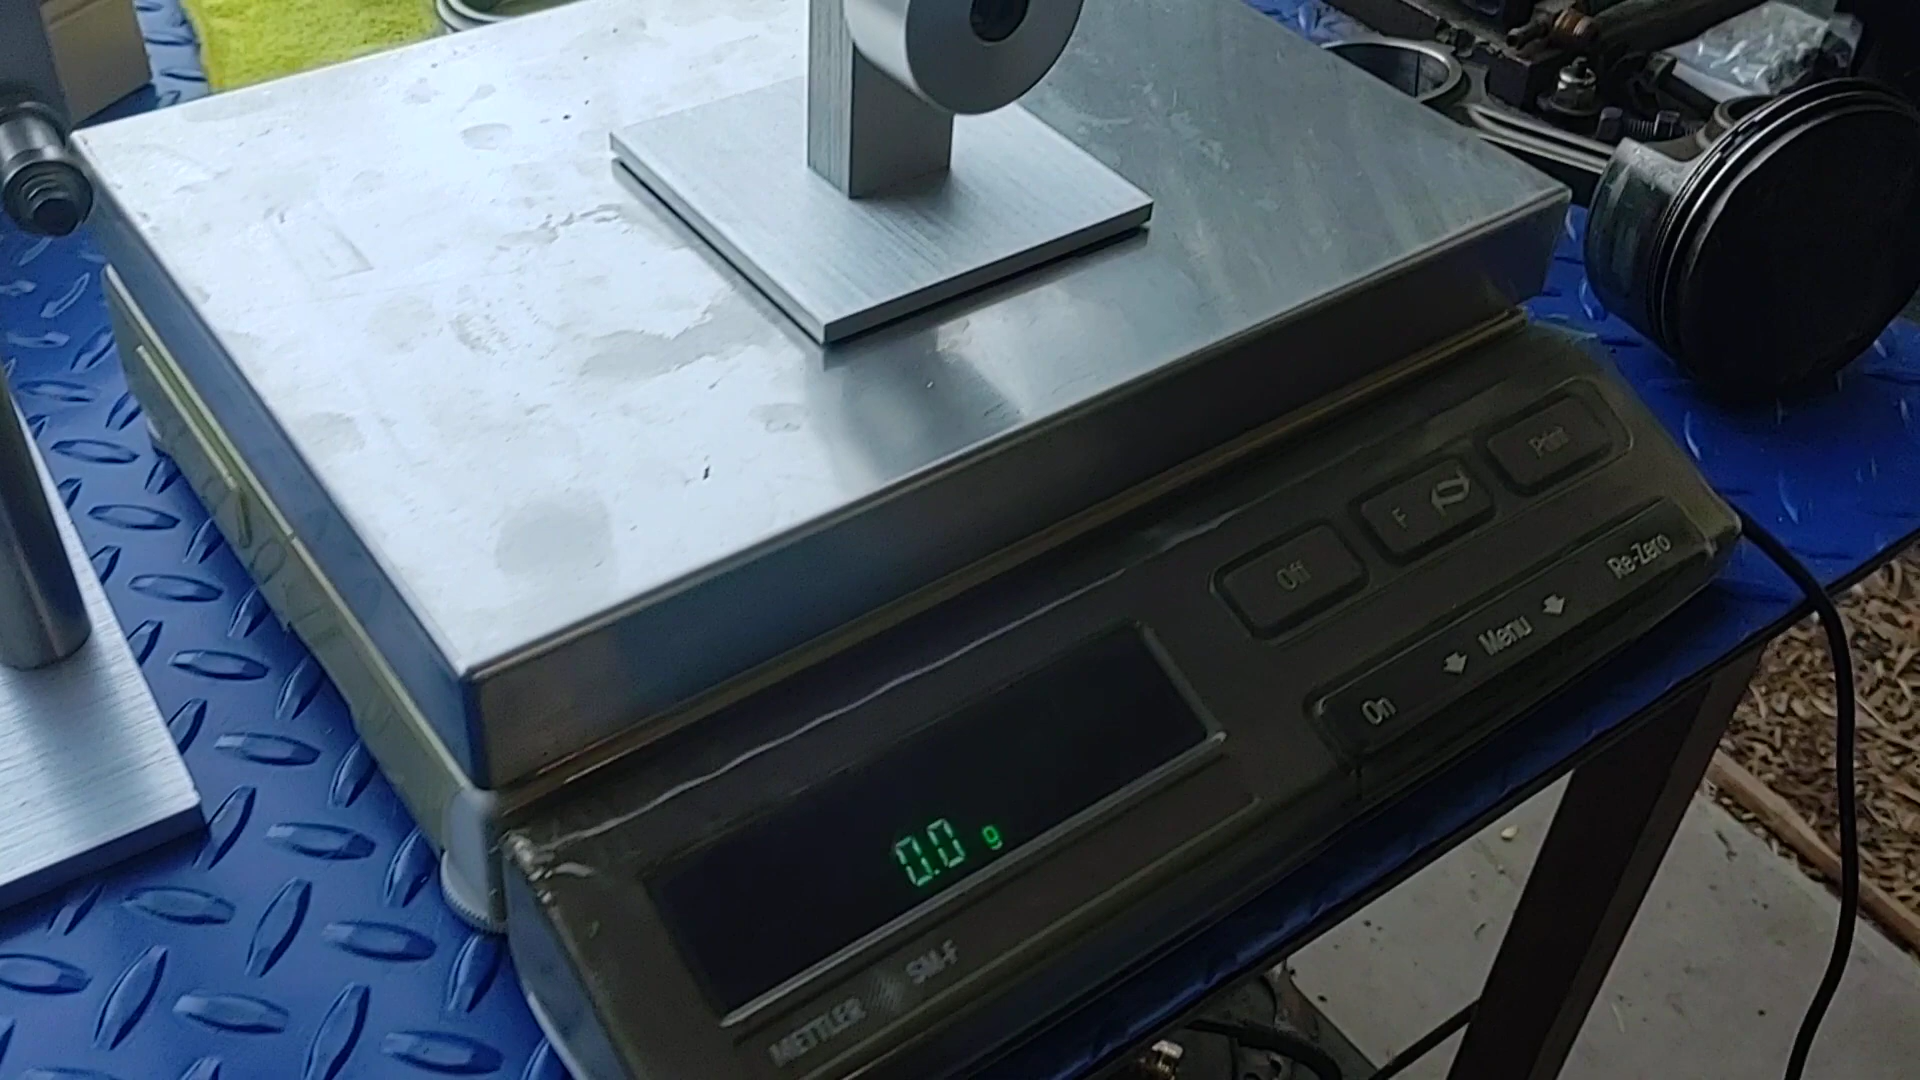 Print
F
Off
Re-Zero
Menu
On
0.0 g
METTLER SM-F